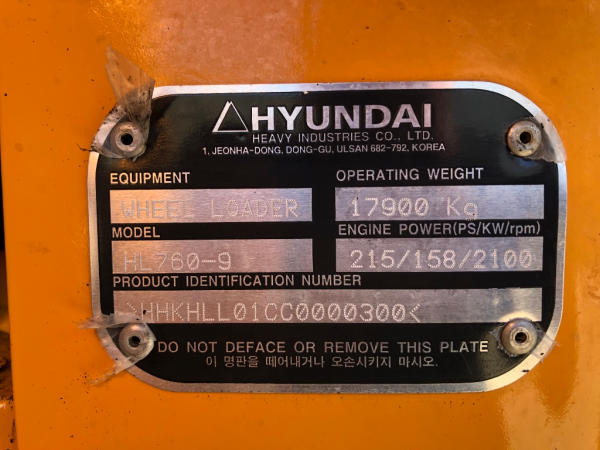 HYUNDAI
HEAVY INDUSTRIES CO., LTD.
1, JEONHA-DONG, DONG-GU, ULSAN 682-792, KOREA
EQUIPMENT
WHEEL LOADER
OPERATING WEIGHT
17900 Kg
MODEL
HL760-9
ENGINE POWER(PS/KW/rpm)
215/158/2100
PRODUCT IDENTIFICATION NUMBER
>HHKHLL01CC0000300<
DO NOT DEFACE OR REMOVE THIS PLATE
이 명판을 떼어내거나 오손시키지 마시오.